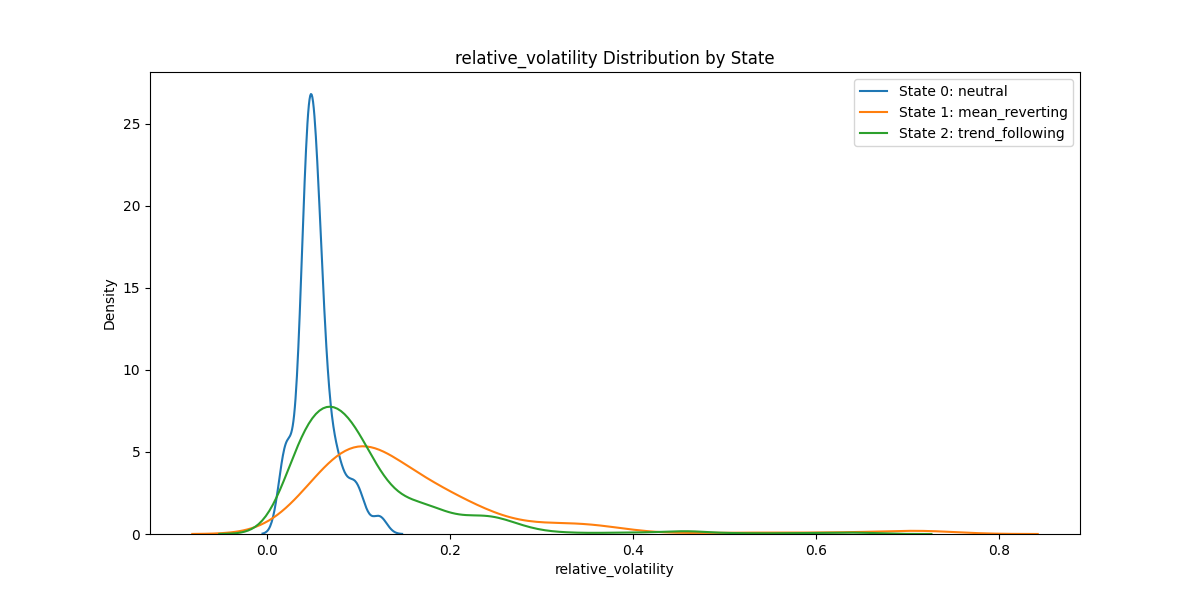 relative_volatility Distribution by State
State 0: neutral
State 1: mean_reverting
State 2: trend_following
Density
25
20
15
10
5
0
0.0 0.2 0.4 0.6 0.8
relative_volatility